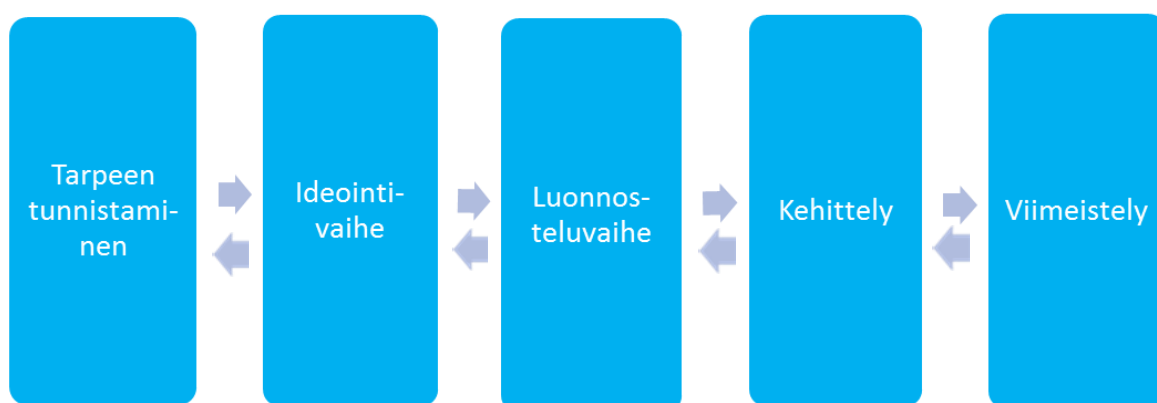 Tarpeen
tunnistami-
nen
Ideointi-
vaihe
Luonnos-
teluvaihe
Kehittely
Viimeistely